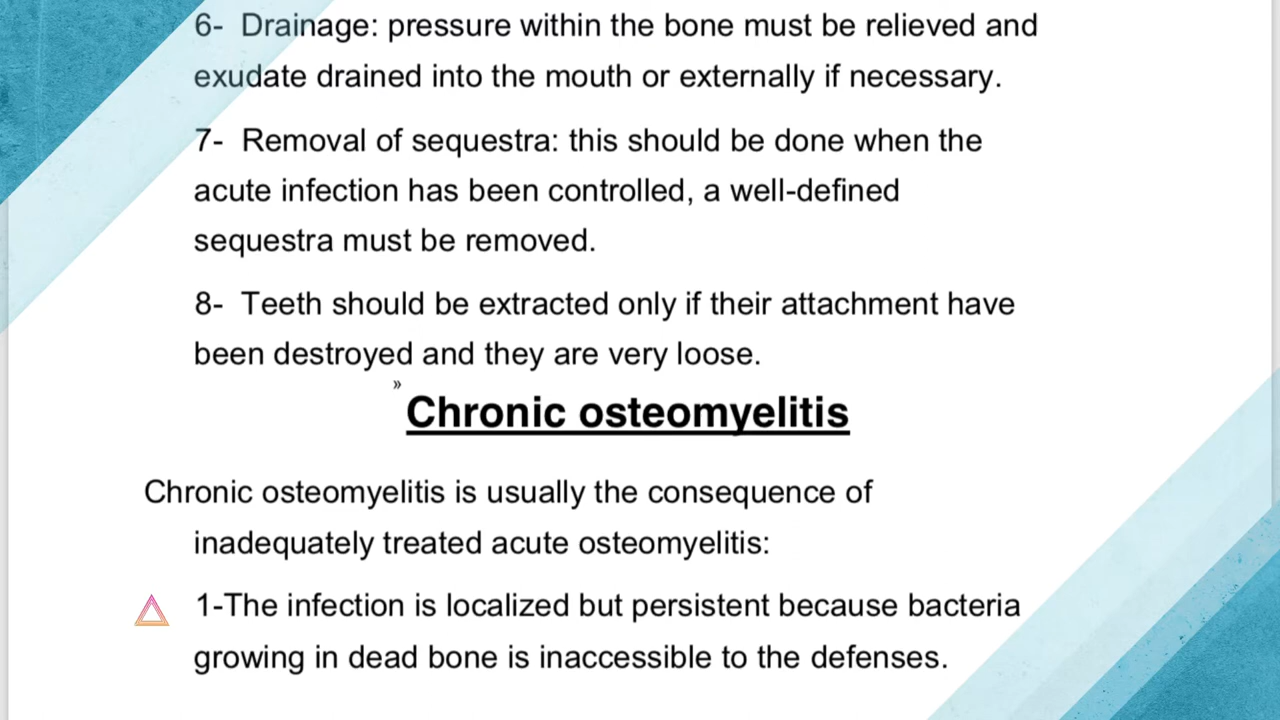 6- Drainage: pressure within the bone must be relieved and
exudate drained into the mouth or externally if necessary.
7- Removal of sequestra: this should be done when the
acute infection has been controlled, a well-defined
sequestra must be removed.
8- Teeth should be extracted only if their attachment have
been destroyed and they are very loose.
»
Chronic osteomyelitis
Chronic osteomyelitis is usually the consequence of
inadequately treated acute osteomyelitis:
1-The infection is localized but persistent because bacteria
growing in dead bone is inaccessible to the defenses.